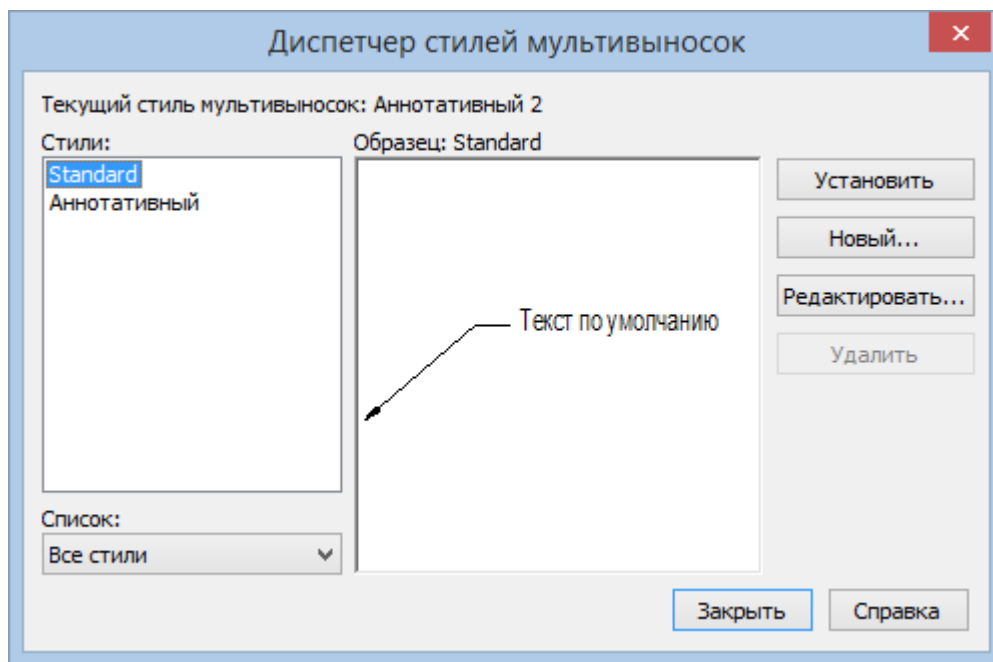 Диспетчер стилей мультивыносок
Текущий стиль мультивыносок: Аннотативный 2
Стили:
Standard
Аннотативный
Список:
Все стили
Образец: Standard
Текст по умолчанию
Установить
Новый...
Редактировать...
Удалить
Закрыть
Справка